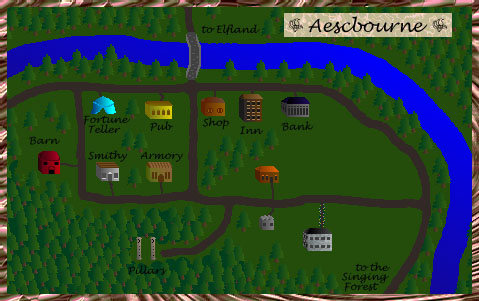 to Elfland
Aescbourne
Fortune
Teller
Pub
Shop
Inn
Bank
Barn
Smithy
Armory
Pillars
to the
Singing
Forest